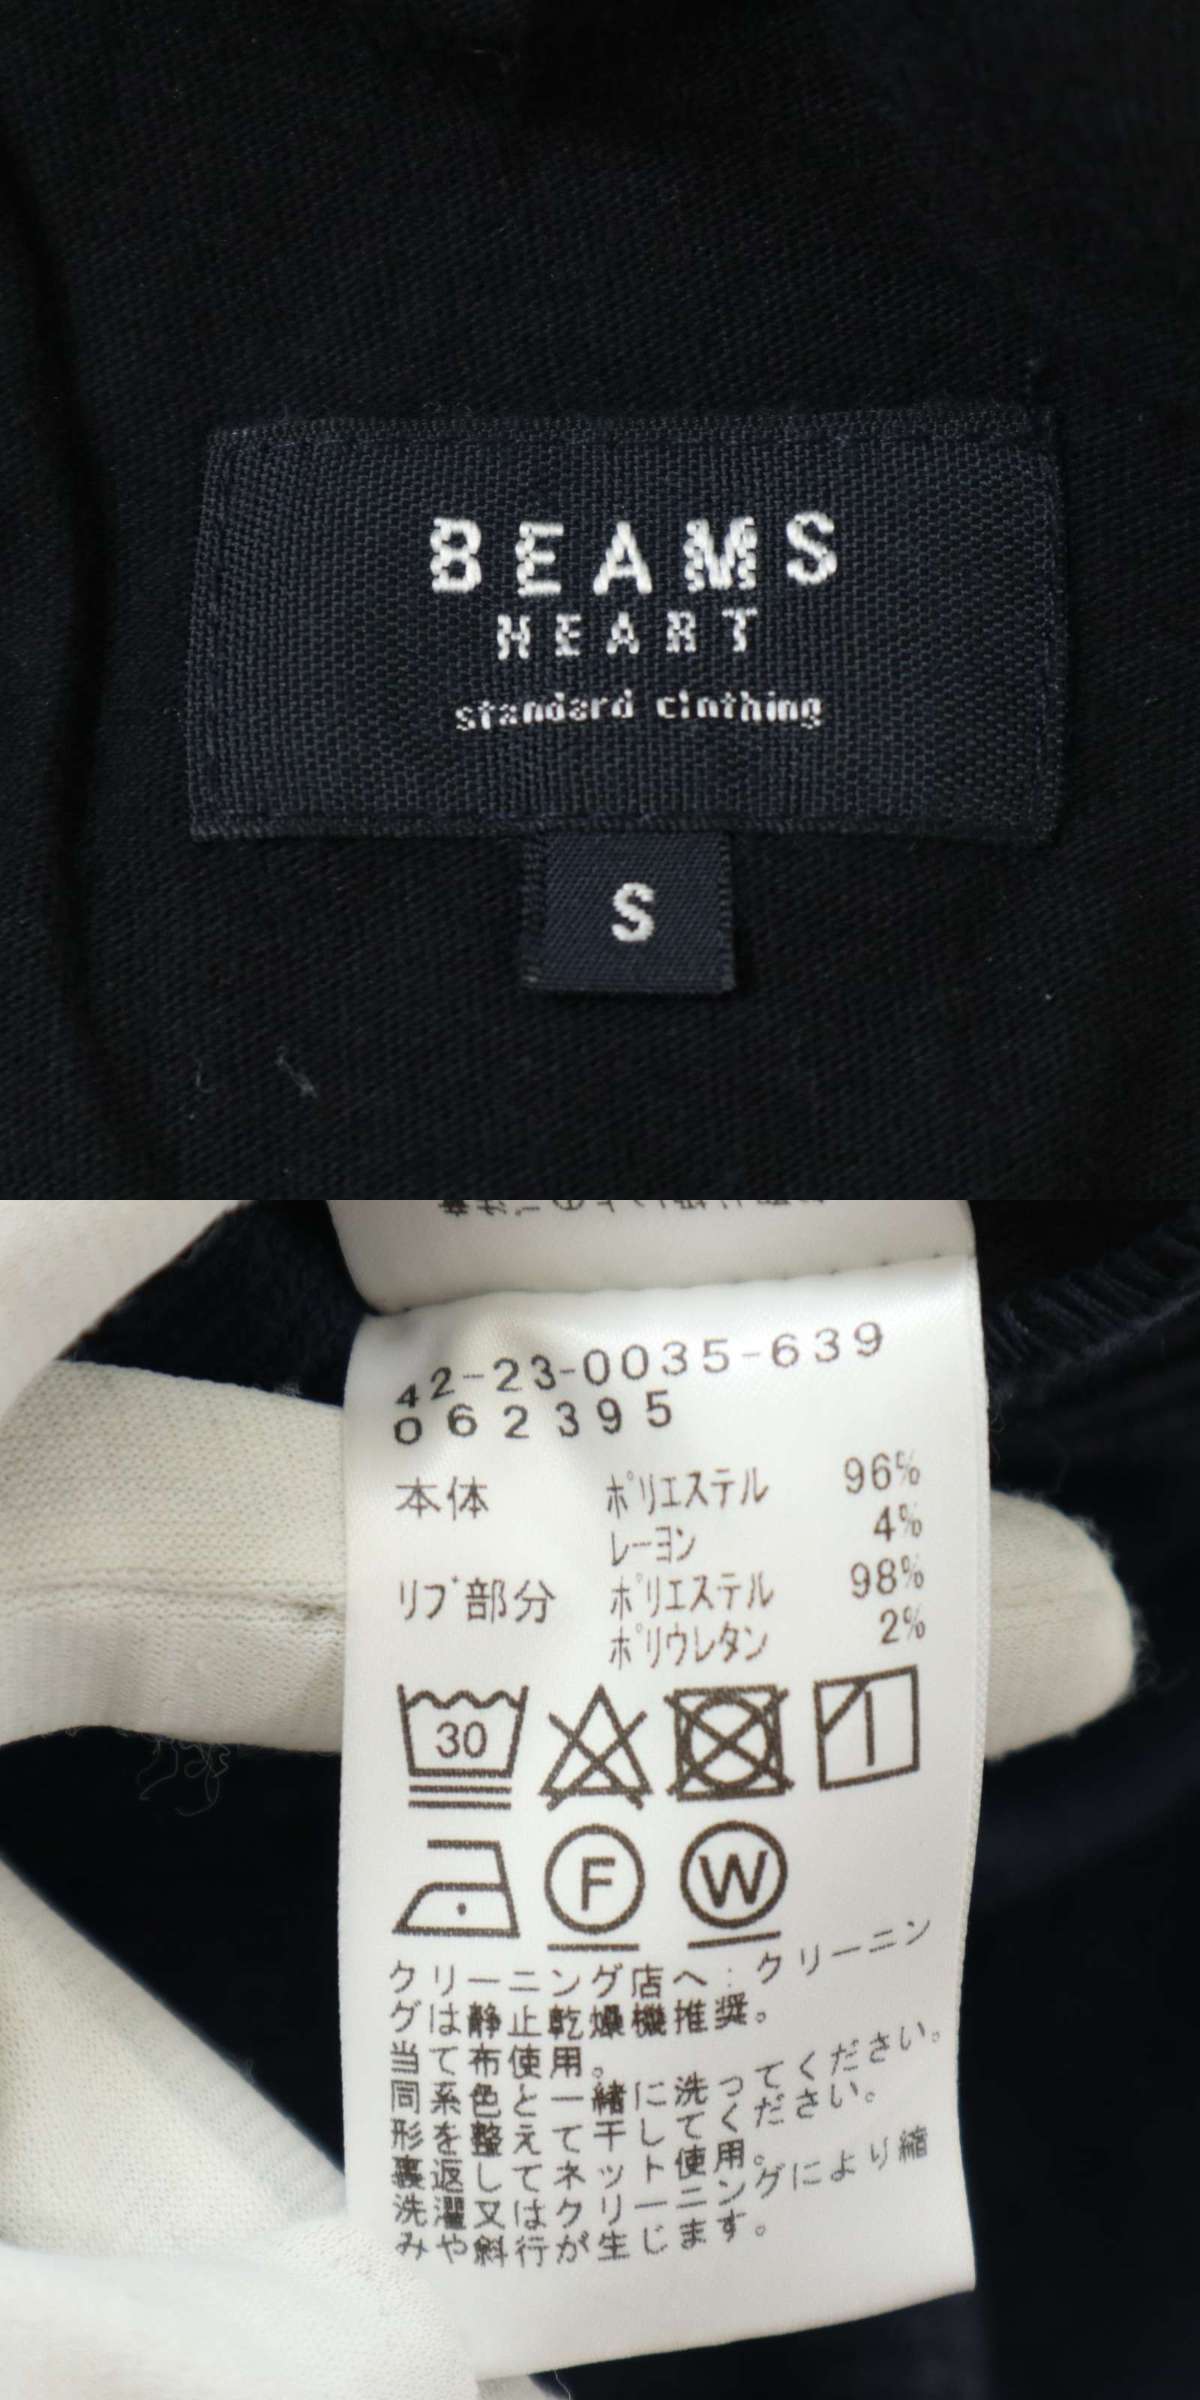 BEAMS
HEART
standard clothing
S
42-23-0035-639
062395
本体 ポリエステル 96%
レーヨン 4%
リブ部分 ポリエステル 98%
ポリウレタン 2%
30
F W
クリーニング店へ:クリーニン
グは静止乾燥機推奨。
当て布使用。
同系色と一緒に洗ってください。
形を整えて干してください。
裏返してネット使用。
洗濯又はクリーニングにより縮
みや斜行が生じます。